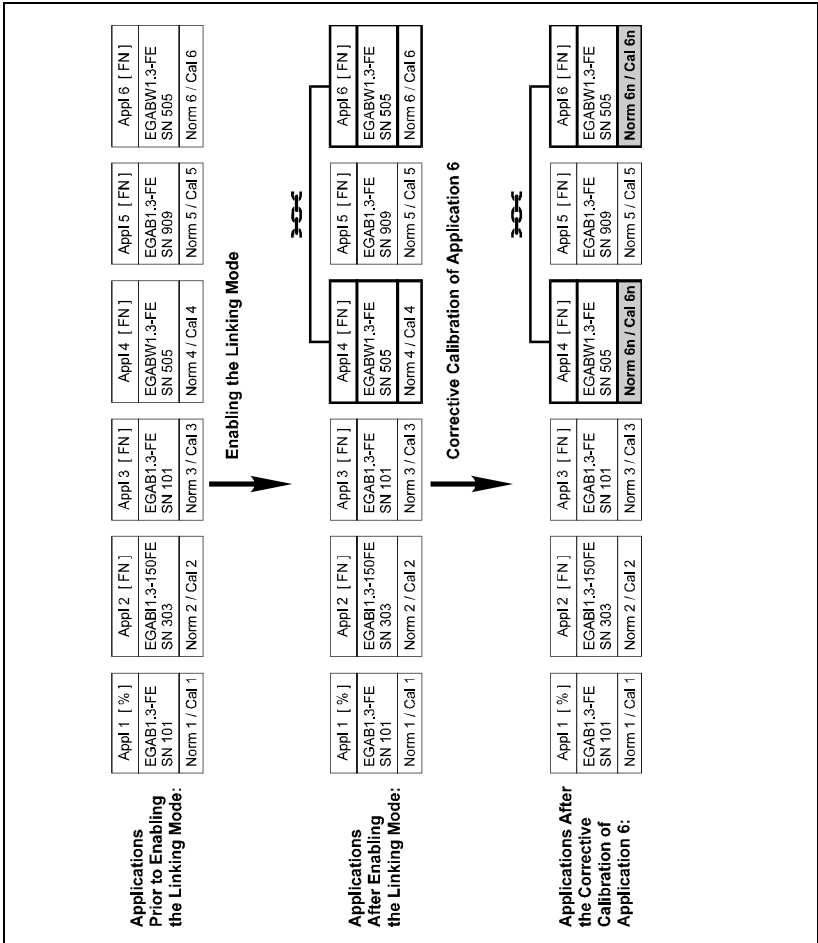 Applications
Prior to Enabling
the Linking Mode:
Appl 1 [ % ]
EGAB1.3-FE
SN 101
Norm 1 / Cal 1
Appl 2 [ FN ]
EGABI1.3-150FE
SN 303
Norm 2 / Cal 2
Appl 3 [ FN ]
EGAB1.3-FE
SN 101
Norm 3 / Cal 3
Appl 4 [ FN ]
EGABW1.3-FE
SN 505
Norm 4 / Cal 4
Appl 5 [ FN ]
EGAB1.3-FE
SN 909
Norm 5 / Cal 5
Appl 6 [ FN ]
EGABW1.3-FE
SN 505
Norm 6 / Cal 6
Enabling the Linking Mode
Applications
After Enabling
the Linking Mode:
Appl 1 [ % ]
EGAB1.3-FE
SN 101
Norm 1 / Cal 1
Appl 2 [ FN ]
EGABI1.3-150FE
SN 303
Norm 2 / Cal 2
Appl 3 [ FN ]
EGAB1.3-FE
SN 101
Norm 3 / Cal 3
Appl 4 [ FN ]
EGABW1.3-FE
SN 505
Norm 4 / Cal 4
Appl 5 [ FN ]
EGAB1.3-FE
SN 909
Norm 5 / Cal 5
Appl 6 [ FN ]
EGABW1.3-FE
SN 505
Norm 6 / Cal 6
Corrective Calibration of Application 6
Applications After
the Corrective
Calibration of
Application 6:
Appl 1 [ % ]
EGAB1.3-FE
SN 101
Norm 1 / Cal 1
Appl 2 [ FN ]
EGABI1.3-150FE
SN 303
Norm 2 / Cal 2
Appl 3 [ FN ]
EGAB1.3-FE
SN 101
Norm 3 / Cal 3
Appl 4 [ FN ]
EGABW1.3-FE
SN 505
Norm 6n / Cal 6n
Appl 5 [ FN ]
EGAB1.3-FE
SN 909
Norm 5 / Cal 5
Appl 6 [ FN ]
EGABW1.3-FE
SN 505
Norm 6n / Cal 6n